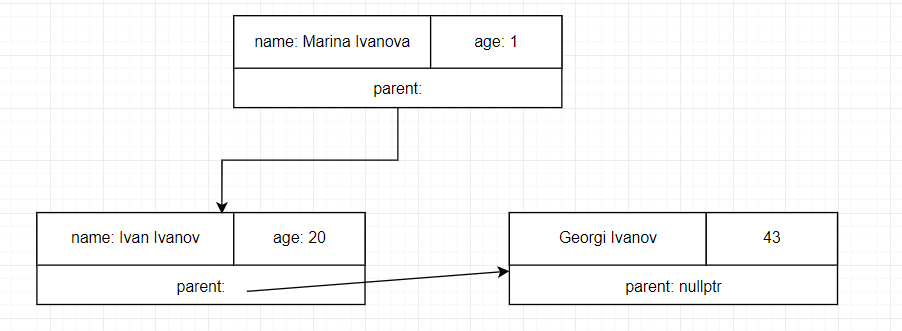 name: Marina Ivanova
age: 1
parent:
name: Ivan Ivanov
age: 20
parent:
Georgi Ivanov
43
parent: nullptr